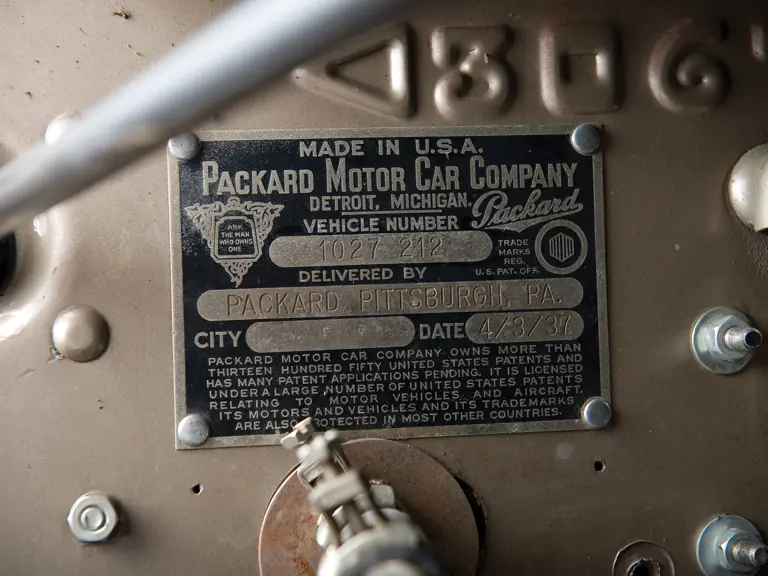 306
MADE IN U.S.A.
PACKARD MOTOR CAR COMPANY
DETROIT, MICHIGAN.
Packard
VEHICLE NUMBER
ASK
THE MAN
WHO OWNS
ONE
1027 212
TRADE
MARKS
REG.
U.S. PAT. OFF.
DELIVERED BY
PACKARD PITTSBURGH, PA.
CITY
DATE 4/3/37
PACKARD MOTOR CAR COMPANY OWNS MORE THAN
THIRTEEN HUNDRED FIFTY UNITED STATES PATENTS AND
HAS MANY PATENT APPLICATIONS PENDING. IT IS LICENSED
UNDER A LARGE NUMBER OF UNITED STATES PATENTS
RELATING TO MOTOR VEHICLES AND AIRCRAFT.
ITS MOTORS AND VEHICLES AND ITS TRADEMARKS
ARE ALSO PROTECTED IN MOST OTHER COUNTRIES.